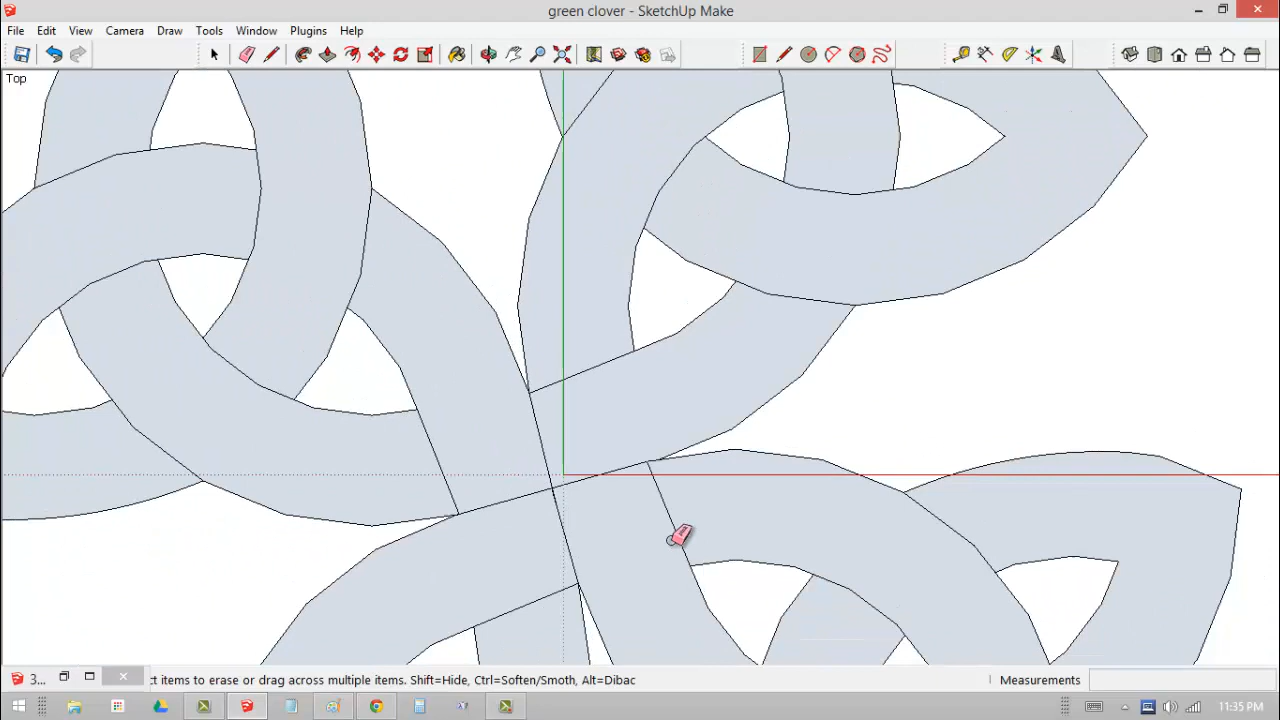 green clover - SketchUp Make
File Edit View Camera Draw Tools Window Plugins Help
Top
3... ct items to erase or drag across multiple items. Shift=Hide, Ctrl=Soften/Smoth, Alt=Dibac Measurements
11:35 PM